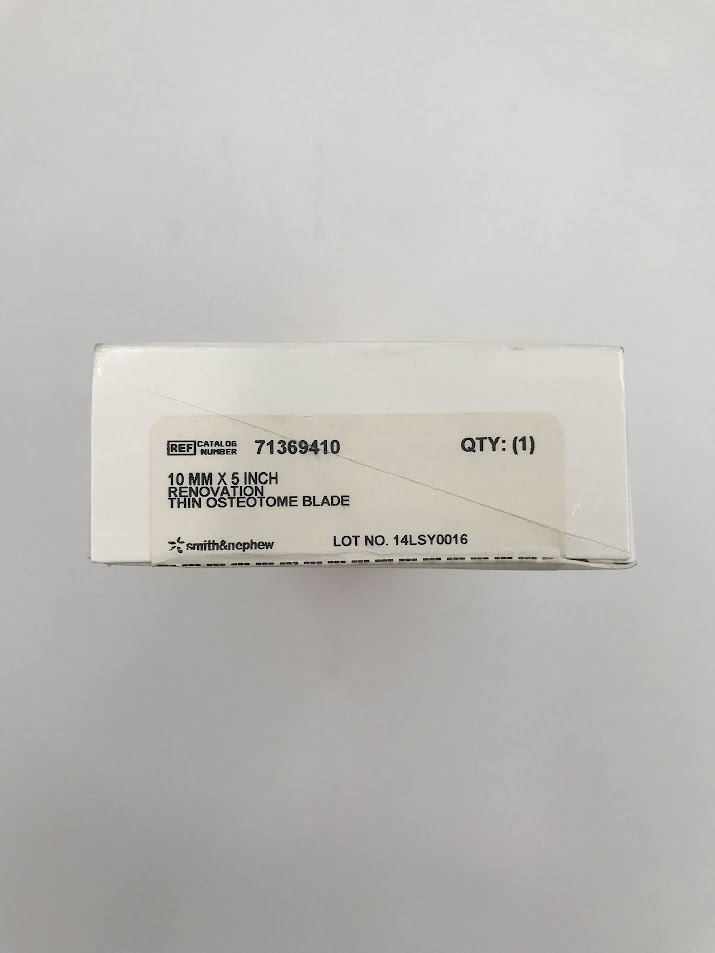 REF CATALOG NUMBER 71369410 QTY: (1)
10 MM X 5 INCH
RENOVATION
THIN OSTEOTOME BLADE
smith&nephew LOT NO. 14LSY0016